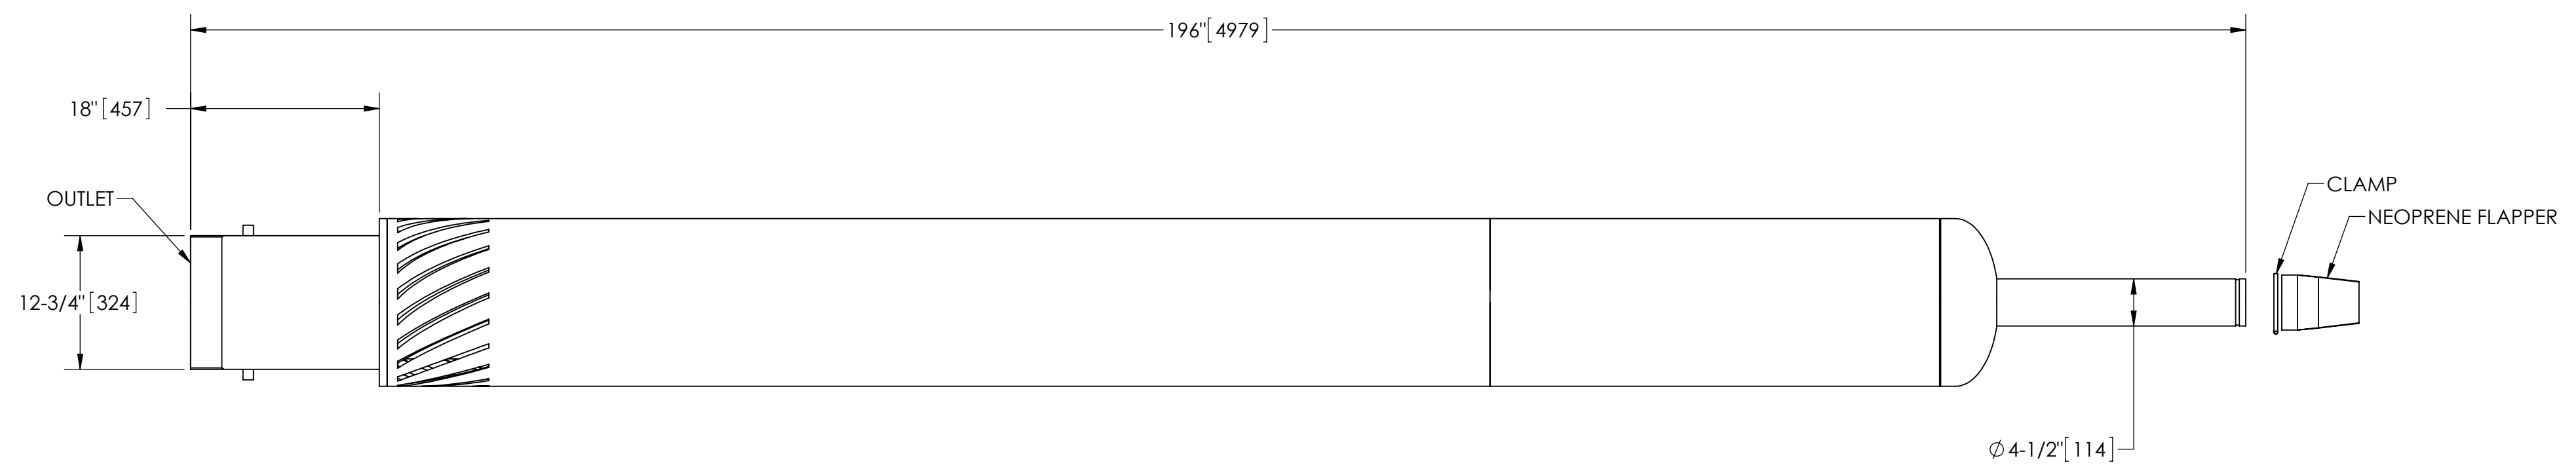 196"[4979]
18"[457]
OUTLET
CLAMP
NEOPRENE FLAPPER
12-3/4"[324]
∅4-1/2"[114]